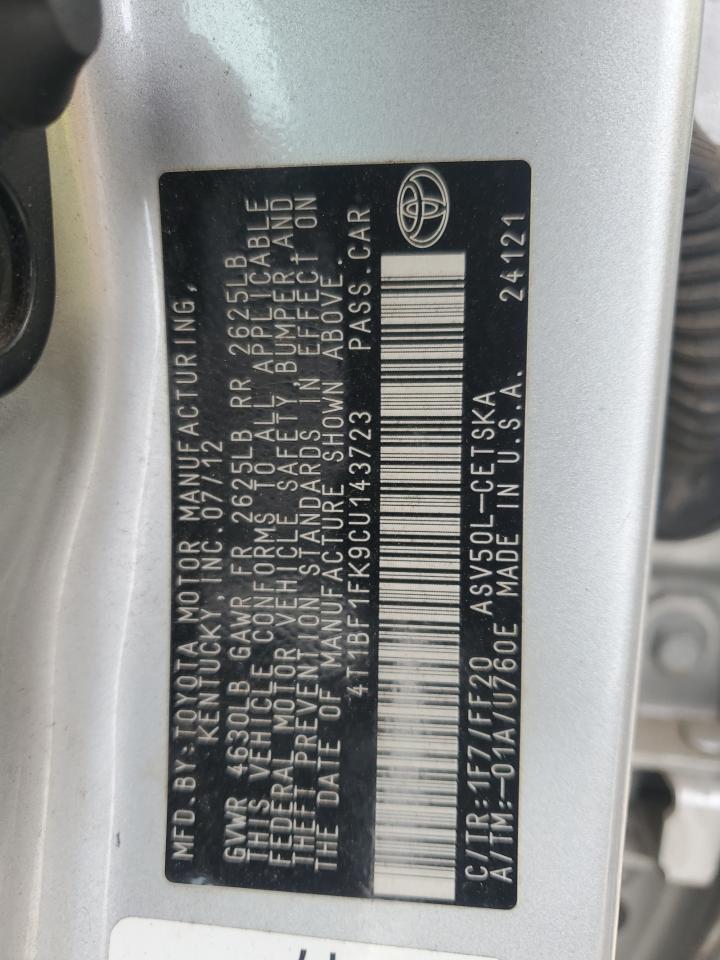 MFD.BY:TOYOTA MOTOR MANUFACTURING,
KENTUCKY, INC.07/12
GVWR 4630LB GAWR FR 2625LB RR 2625LB
THIS VEHICLE CONFORMS TO ALL APPLICABLE
FEDERAL MOTOR VEHICLE SAFETY,BUMPER,AND
THEFT PREVENTION STANDARDS IN EFFECT ON
THE DATE OF MANUFACTURE SHOWN ABOVE.
4T1BF1FK9CU143723 PASS.CAR
C/TR:1F7/FF20 ASV50L-CETSKA
A/TM:-01A/U760E MADE IN U.S.A. 24121